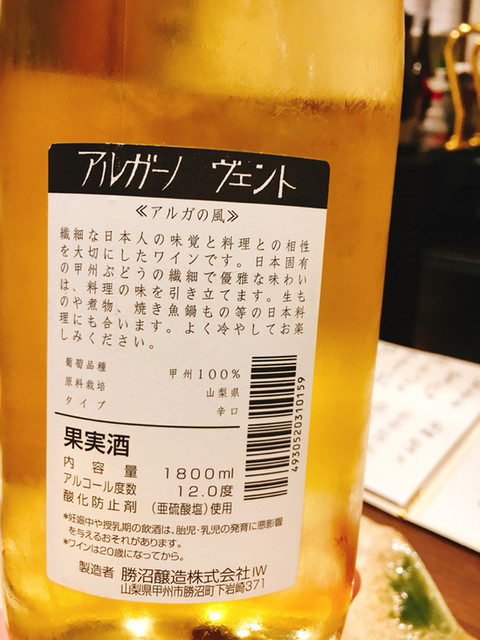 アルガーノ ヴェント
≪アルガの風≫
繊細な日本人の味覚と料理との相性
を大切にしたワインです。日本固有
の甲州ぶどうの繊細で優雅な味わい
は、料理の味を引き立てます。生も
のや煮物、焼き魚鍋もの等の日本料
理にも合います。よく冷やしてお楽
しみください。
葡萄品種 甲州100%
原料栽培 山梨県
タイプ 辛口
4930520310159
果実酒
内容量 1800ml
アルコール度数 12.0度
酸化防止剤 (亜硫酸塩)使用
*妊娠中や授乳期の飲酒は、胎児・乳児の発育に悪影響
を与えるおそれがあります。
*ワインは20歳になってから。
製造者 勝沼醸造株式会社IW
山梨県甲州市勝沼町下岩崎371